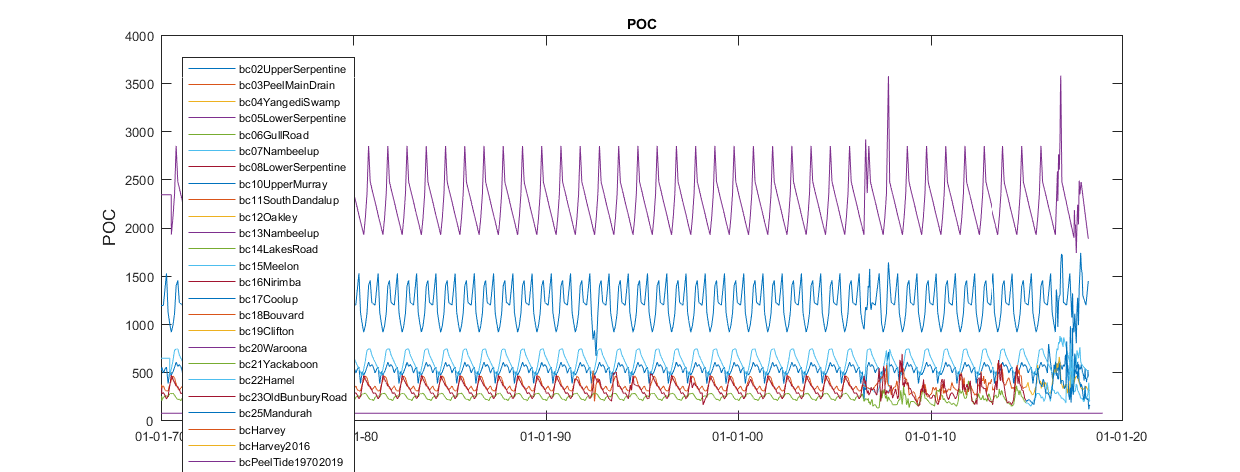 POC
4000
3500
3000
2500
2000
1500
1000
500
0
POC
bc02UpperSerpentine
bc03PeelMainDrain
bc04YangediSwamp
bc05LowerSerpentine
bc06GullRoad
bc07Nambeelup
bc08LowerSerpentine
bc10UpperMurray
bc11SouthDandalup
bc12Oakley
bc13Nambeelup
bc14LakesRoad
bc15Meelon
bc16Nirimba
bc17Coolup
bc18Bouvard
bc19Clifton
bc20Waroona
bc21Yackaboon
bc22Hamel
bc23OldBunburyRoad
bc25Mandurah
bcHarvey
bcHarvey2016
bcPeelTide19702019
01-01-70 1-80 01-01-90 01-01-00 01-01-10 01-01-20